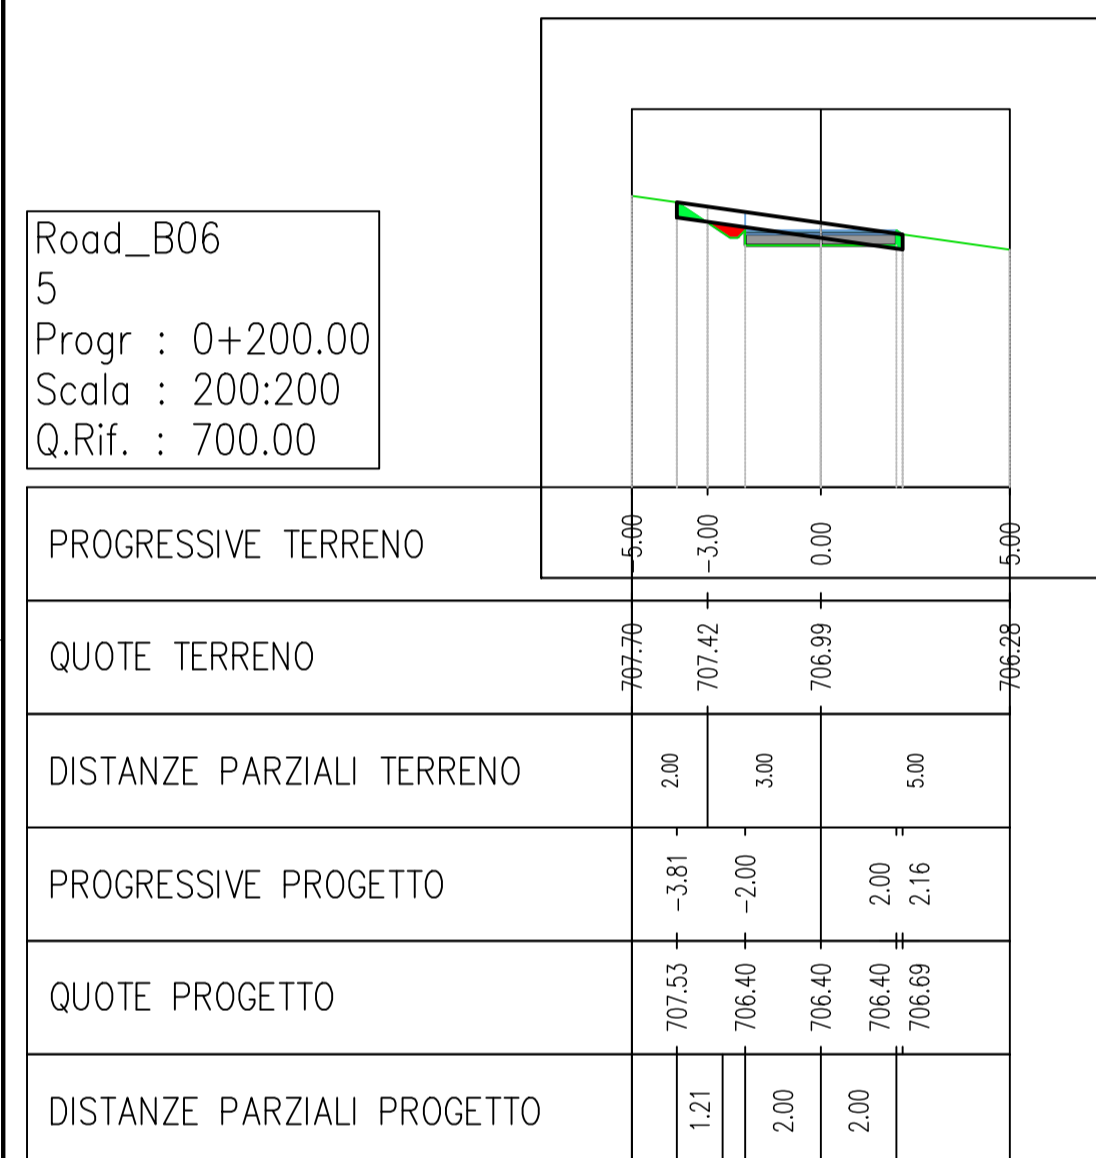 Road_B06
5
Progr : 0+200.00
Scala : 200:200
Q.Rif. : 700.00
PROGRESSIVE TERRENO -5.00 -3.00 0.00 5.00
QUOTE TERRENO 707.70 707.42 706.99 706.28
DISTANZE PARZIALI TERRENO 2.00 3.00 5.00
PROGRESSIVE PROGETTO -3.81 -2.00 2.00 2.16
QUOTE PROGETTO 707.53 706.40 706.40 706.40 706.69
DISTANZE PARZIALI PROGETTO 1.21 2.00 2.00